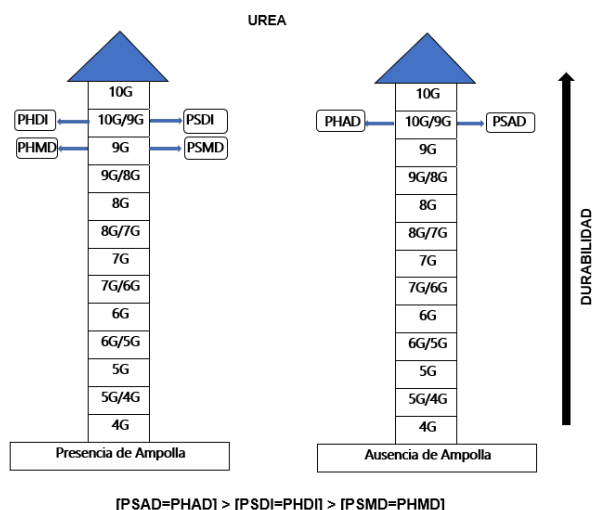 UREA
10G 10G
PHDI 10G/9G PSDI PHAD 10G/9G PSAD
PHMD 9G PSMD 9G
9G/8G 9G/8G
8G 8G
8G/7G 8G/7G
7G 7G
7G/6G 7G/6G
6G 6G
6G/5G 6G/5G
5G 5G
5G/4G 5G/4G
4G 4G
Presencia de Ampolla Ausencia de Ampolla
DURABILIDAD
[PSAD=PHAD] > [PSDI=PHDI] > [PSMD=PHMD]